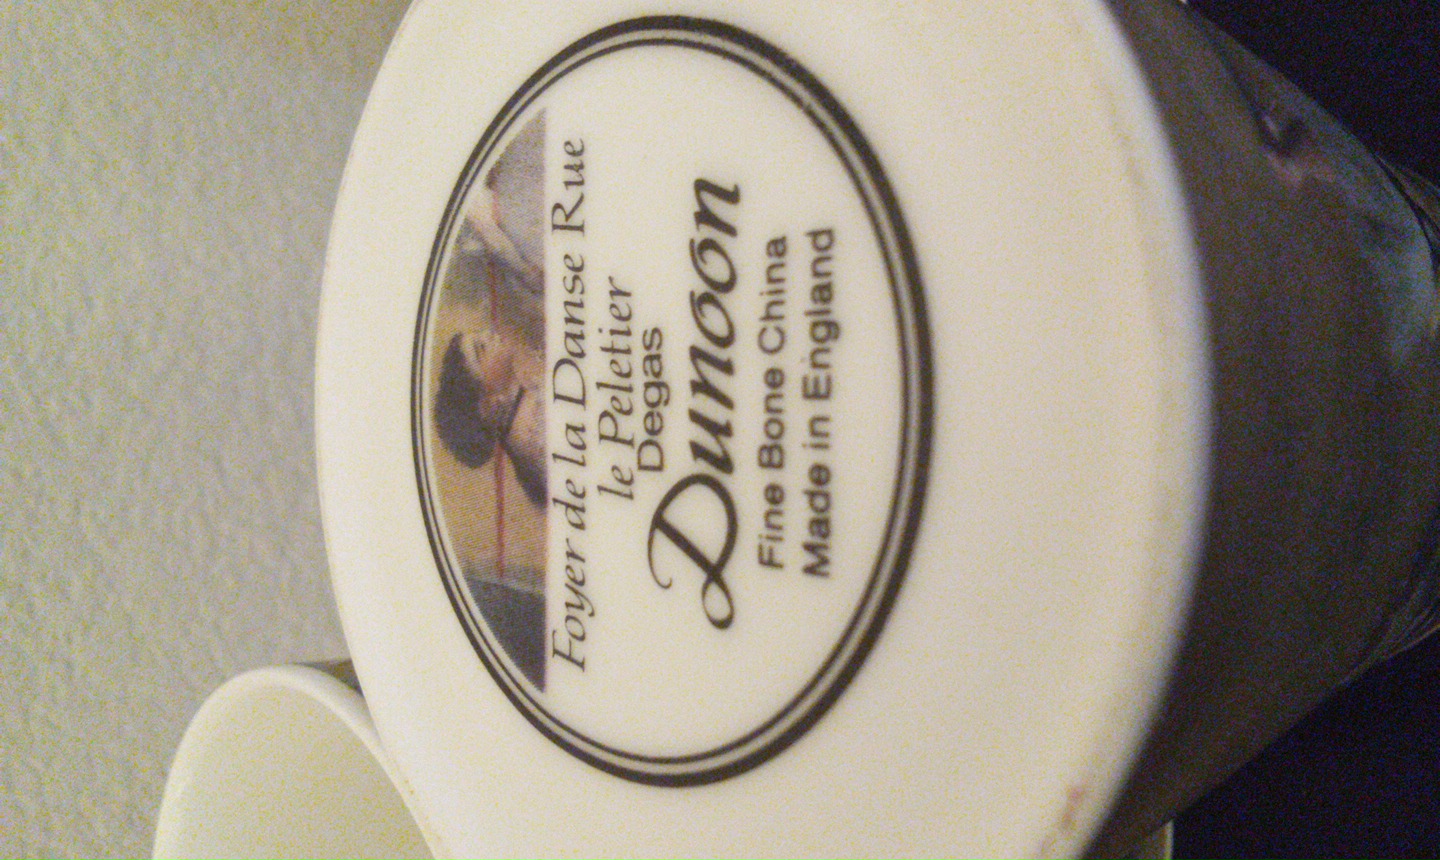 Foyer de la Danse Rue
le Peletier
Degas
Dunoon
Fine Bone China
Made in England